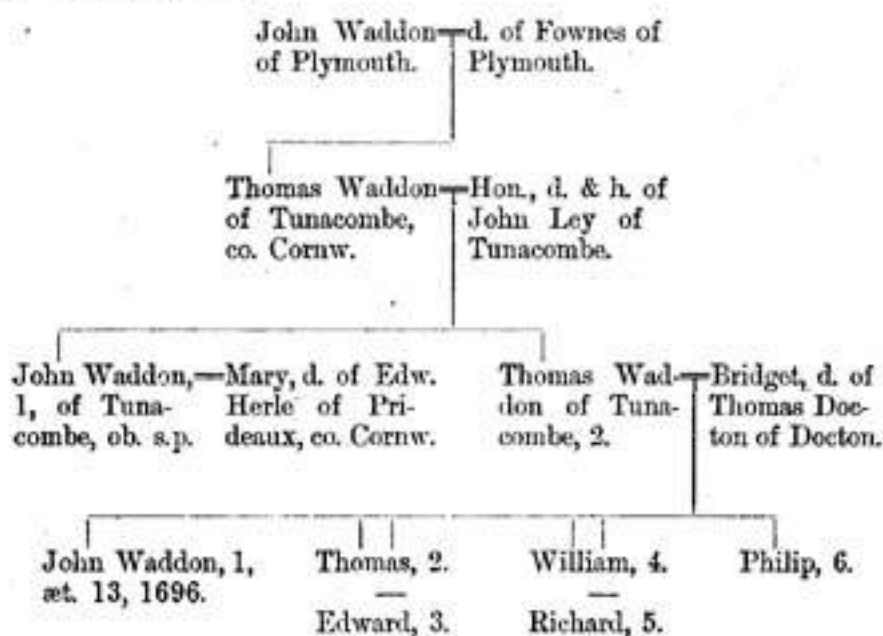 John Waddon
of Plymouth.
d. of Fownes of
Plymouth.
Thomas Waddon
of Tunacombe,
co. Cornw.
Hon., d. & h. of
John Ley of
Tunacombe.
John Waddon,
1, of Tuna-
combe, ob. s.p.
Mary, d. of Edw.
Herle of Pri-
deaux, co. Cornw.
Thomas Wad-
don of Tuna-
combe, 2.
Bridget, d. of
Thomas Doc-
ton of Docton.
John Waddon, 1,
æt. 13, 1696.
Thomas, 2.
Edward, 3.
William, 4.
Richard, 5.
Philip, 6.